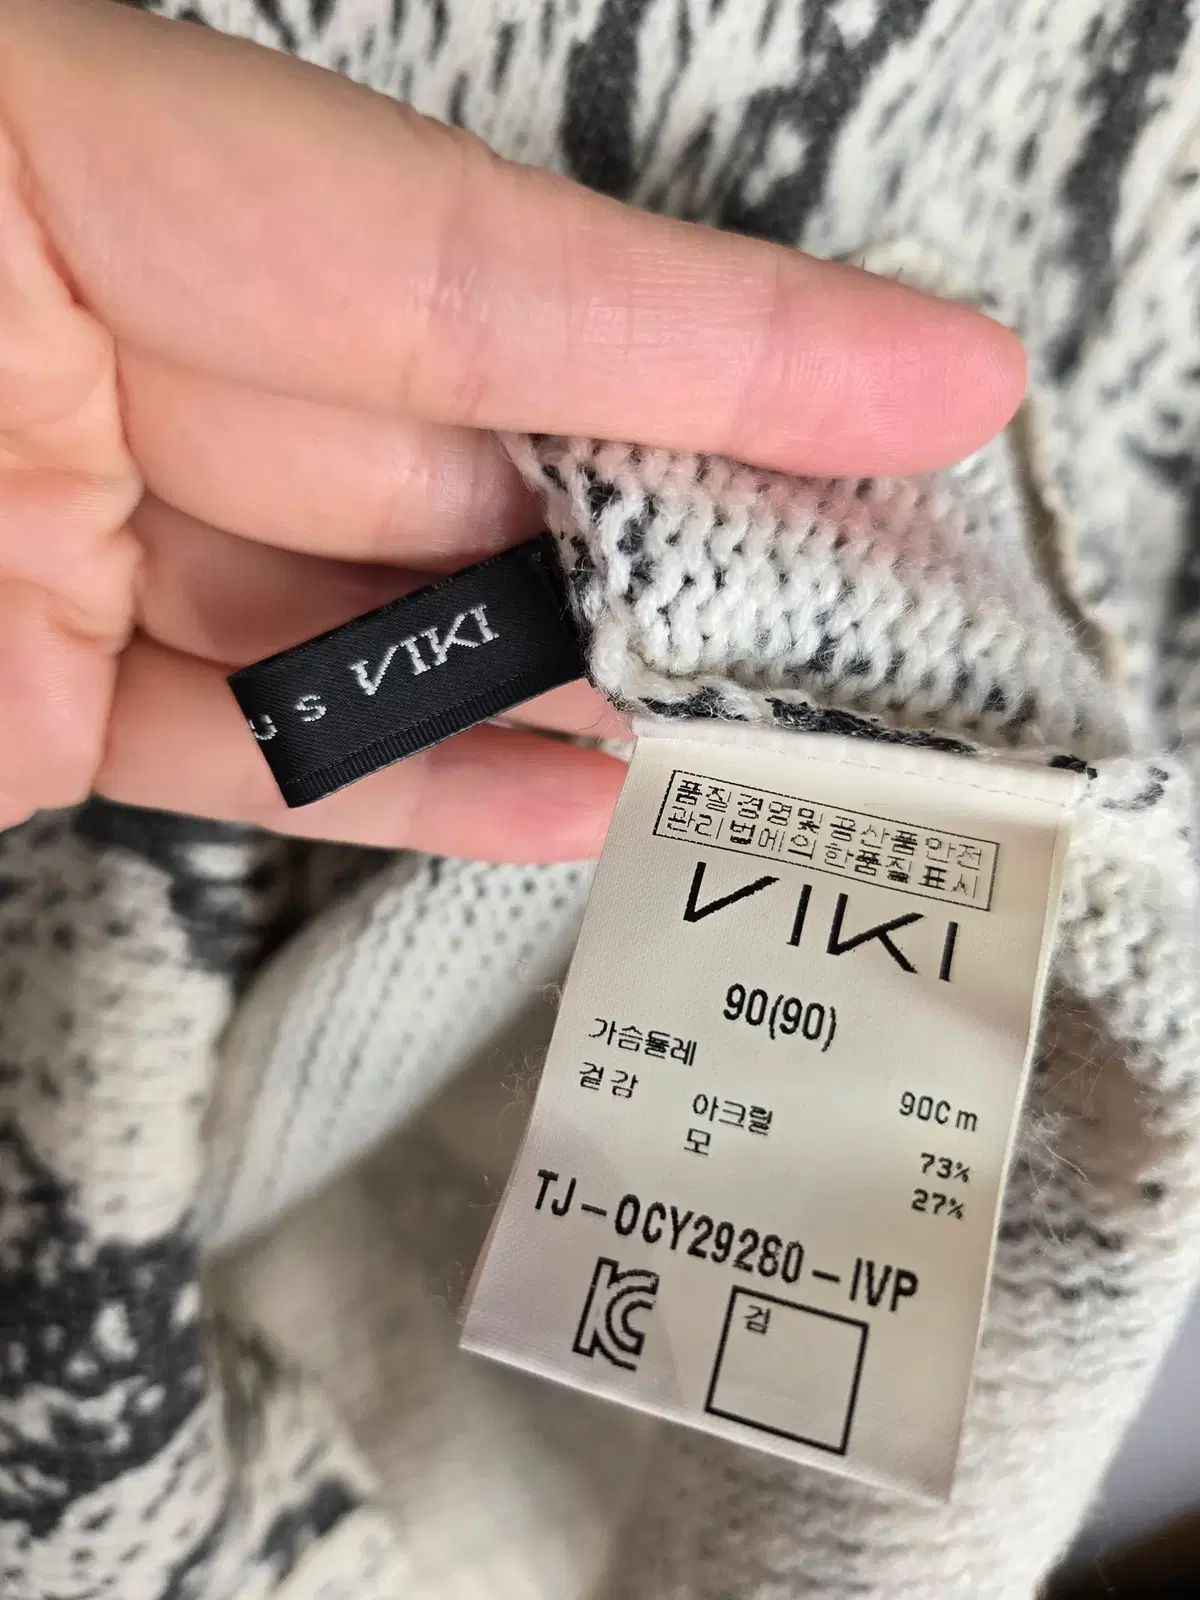 VIKI
S
품질경영및공산품안전
관리법에의한품질표시
VIKI
90(90)
가슴둘레 90Cm
겉감 아크릴 73%
모 27%
TJ-OCY29280-IVP
KC
검